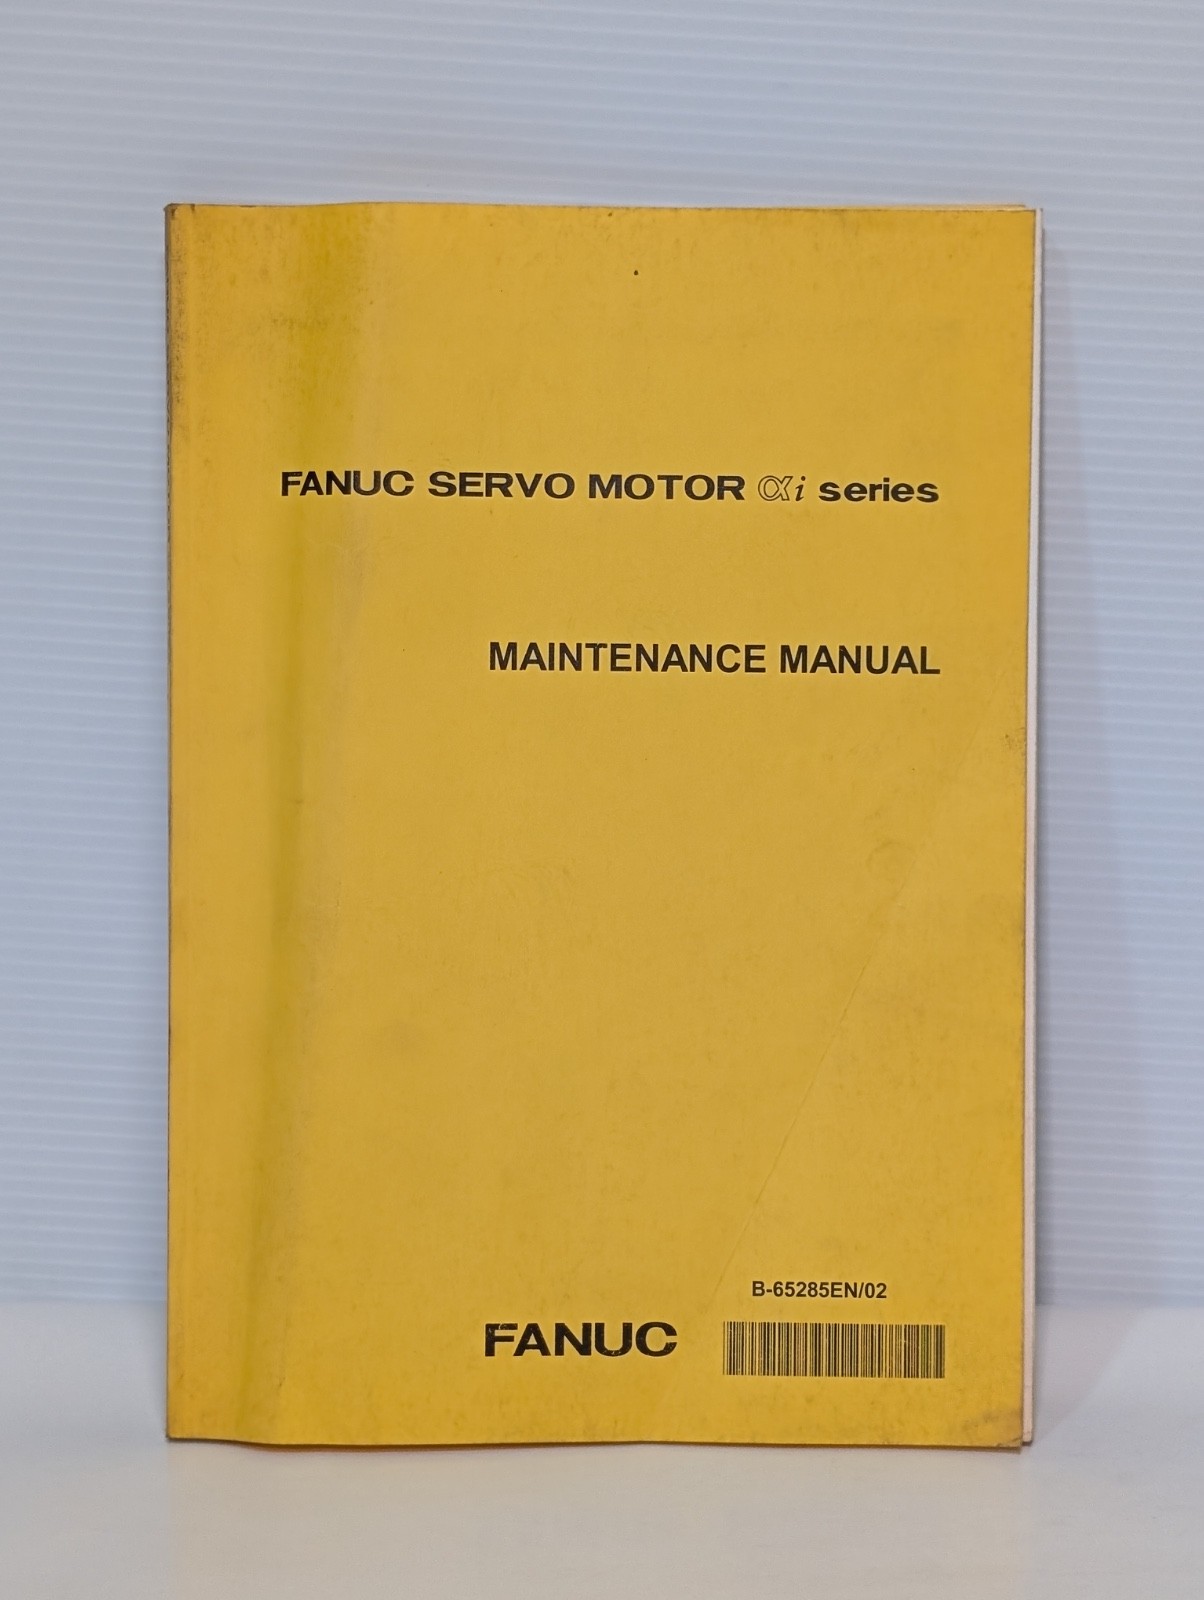 FANUC SERVO MOTOR αi series
MAINTENANCE MANUAL
B-65285EN/02
FANUC